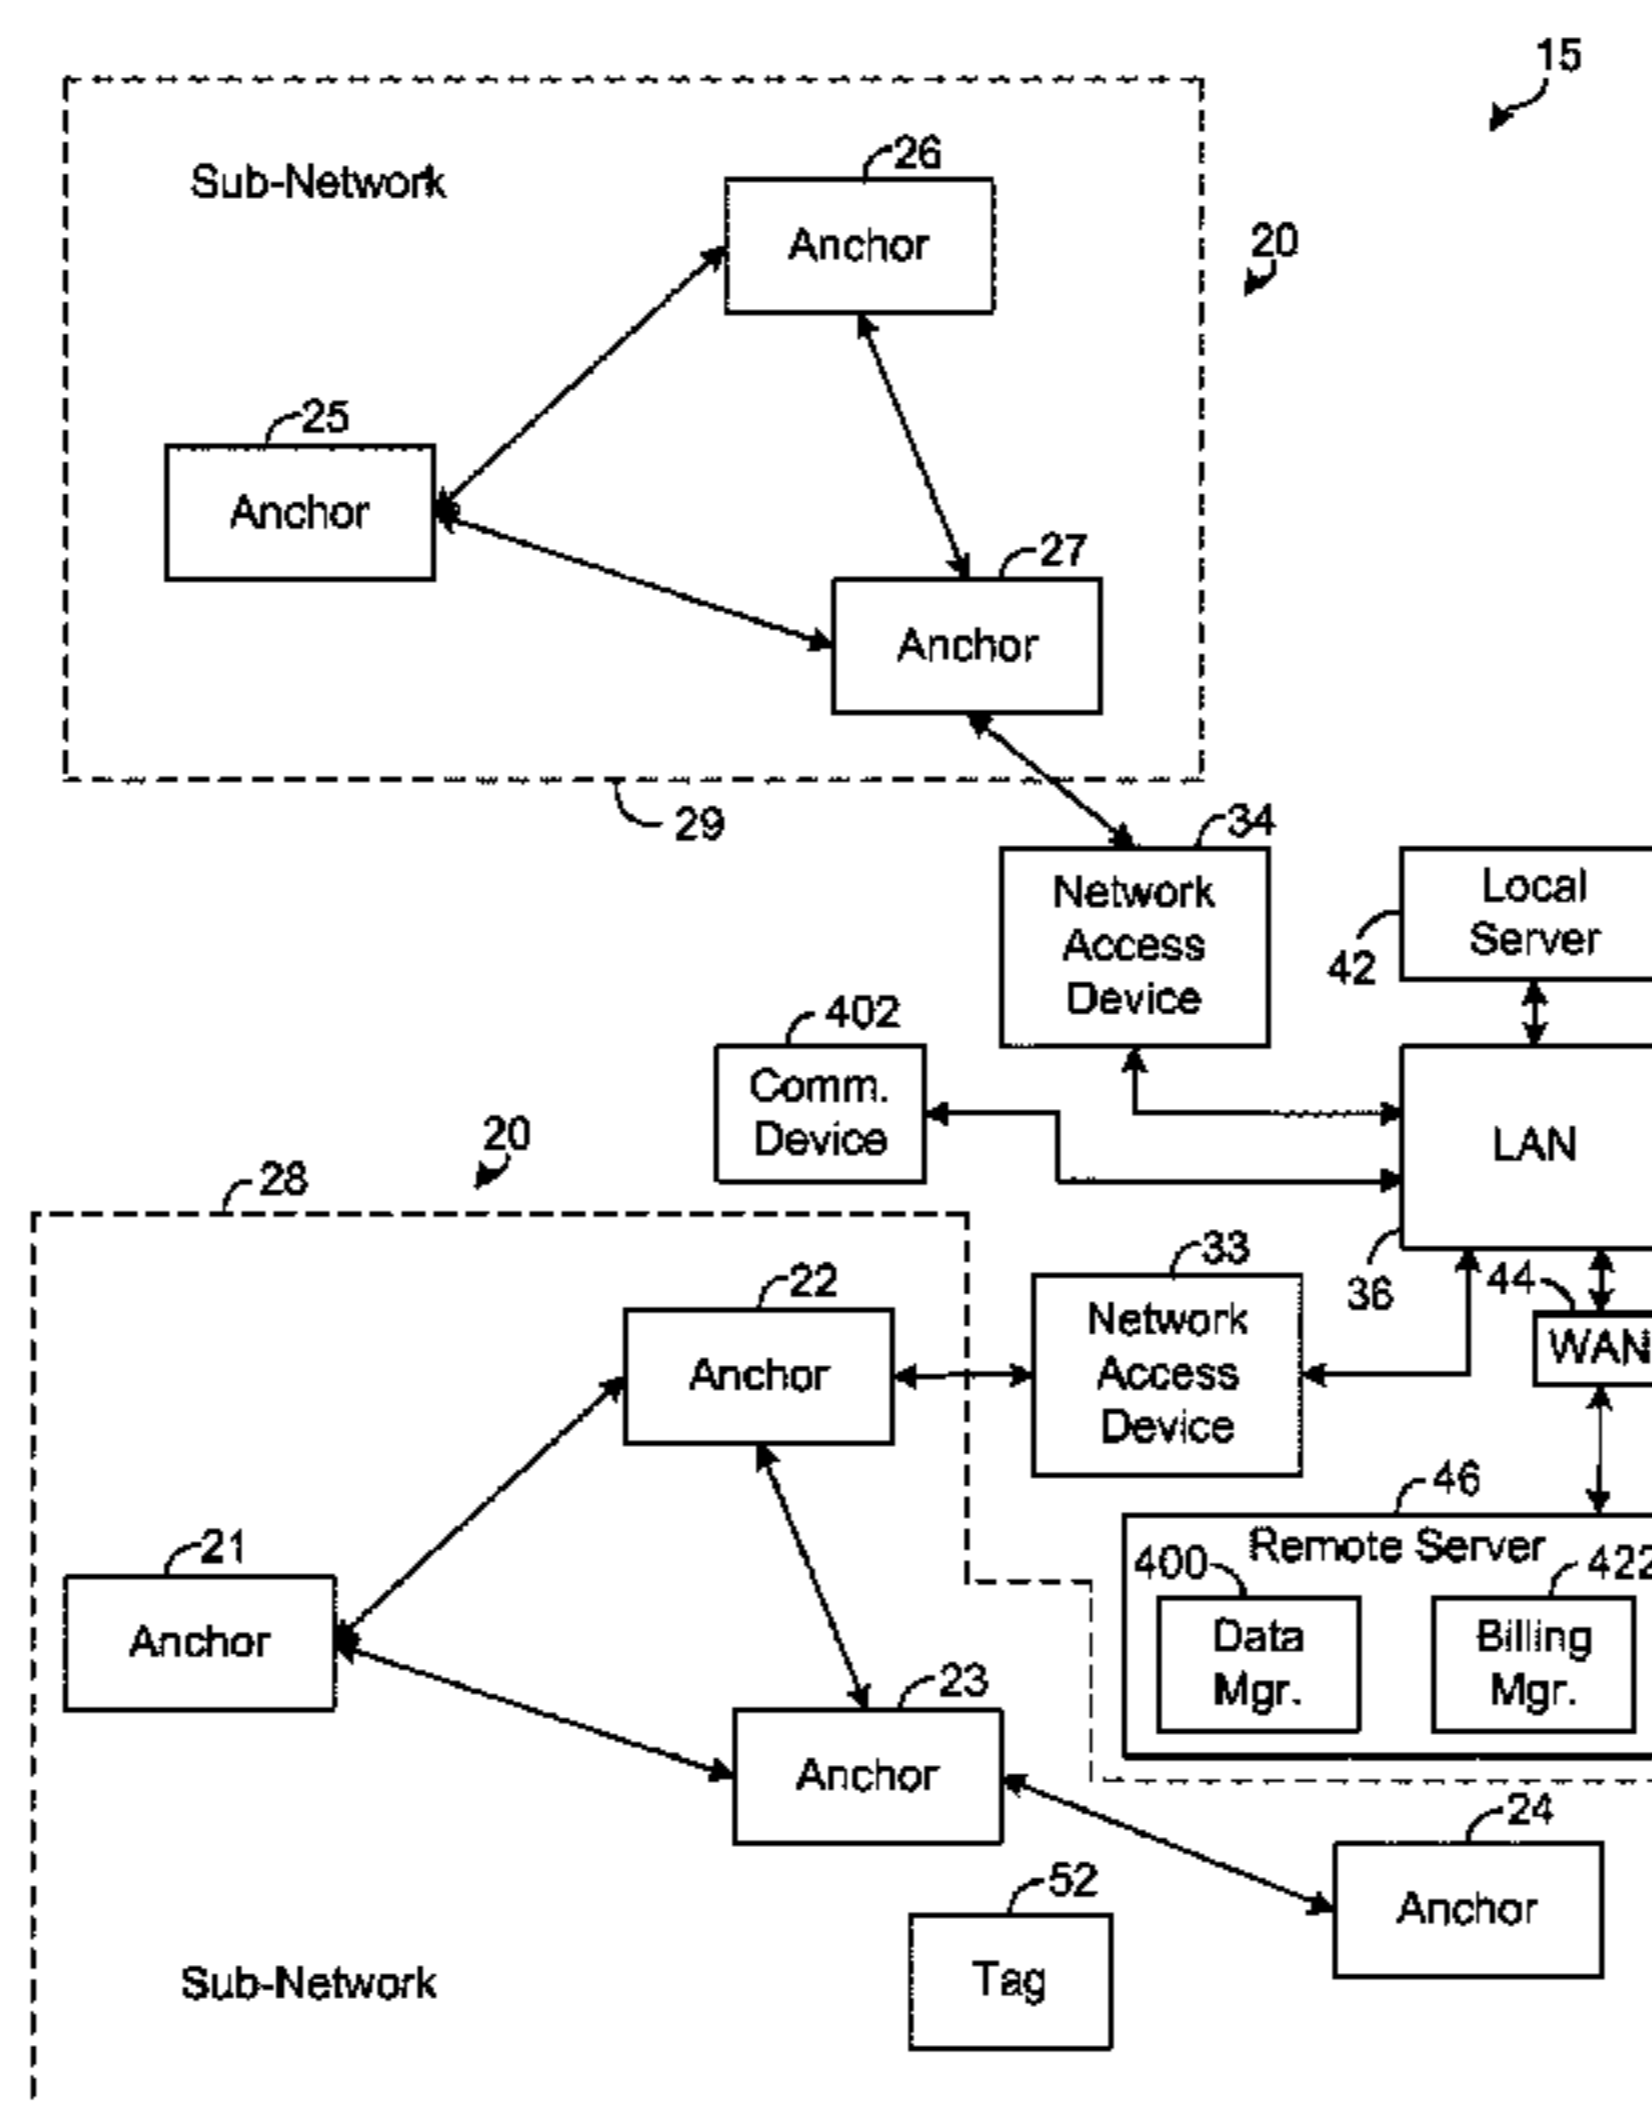 15
26
Sub-Network
Anchor
20
25
Anchor
27
Anchor
29
34
Network
Access
Device
Local
Server
42
402
Comm.
Device
LAN
20
28
33
36
44
22
Network
Access
Device
WAN
Anchor
46
Remote Server
21
400
422
Anchor
Data
Mgr.
Billing
Mgr.
23
Anchor
24
Anchor
52
Tag
Sub-Network